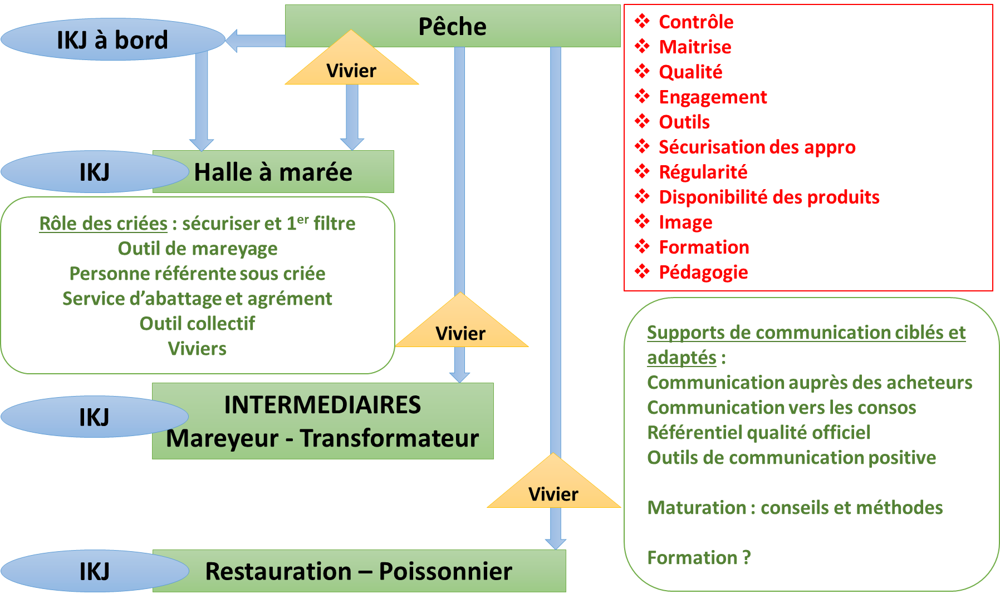 Pêche
IKJ à bord
Vivier
IKJ
Halle à marée
Rôle des criées : sécuriser et 1er filtre
Outil de mareyage
Personne référente sous criée
Service d’abattage et agrément
Outil collectif
Viviers
Vivier
IKJ
INTERMEDIAIRES
Mareyeur - Transformateur
Vivier
IKJ
Restauration – Poissonnier
❖ Contrôle
❖ Maitrise
❖ Qualité
❖ Engagement
❖ Outils
❖ Sécurisation des appro
❖ Régularité
❖ Disponibilité des produits
❖ Image
❖ Formation
❖ Pédagogie
Supports de communication ciblés et
adaptés :
Communication auprès des acheteurs
Communication vers les consos
Référentiel qualité officiel
Outils de communication positive
Maturation : conseils et méthodes
Formation ?